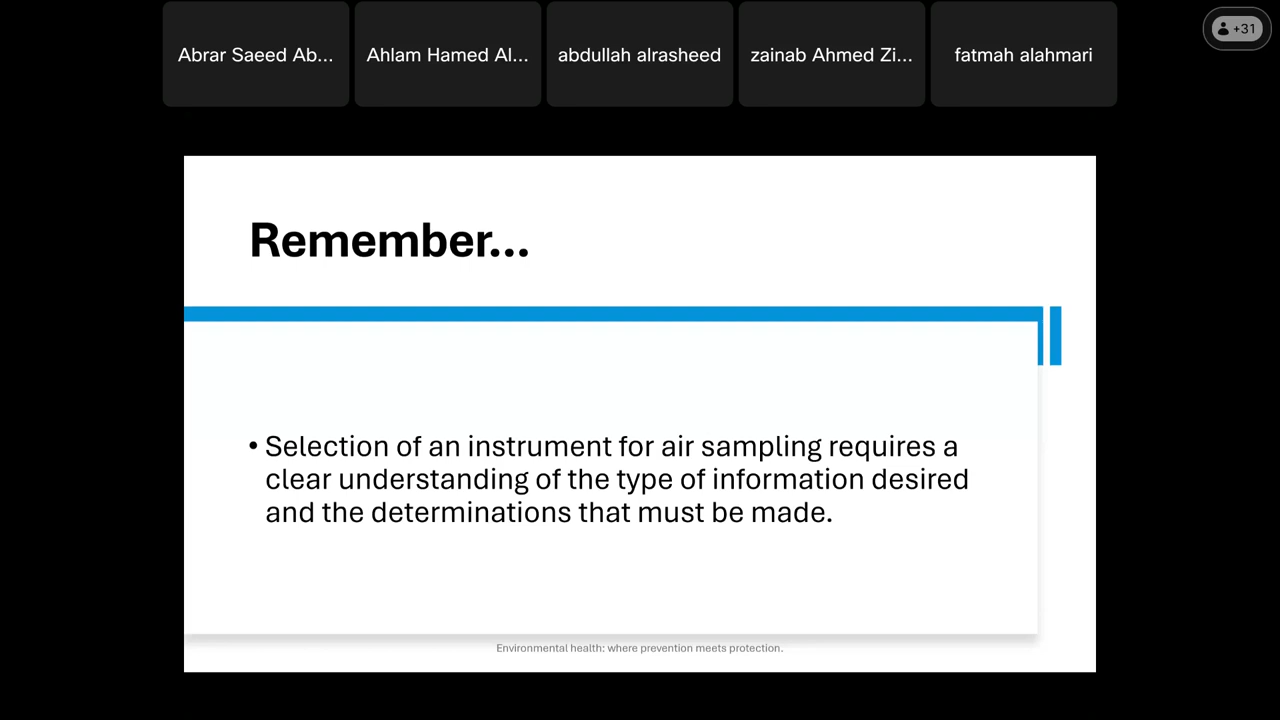 Abrar Saeed Ab...
Ahlam Hamed Al...
abdullah alrasheed
zainab Ahmed Zi...
fatmah alahmari
+31
Remember...
• Selection of an instrument for air sampling requires a
clear understanding of the type of information desired
and the determinations that must be made.
Environmental health: where prevention meets protection.